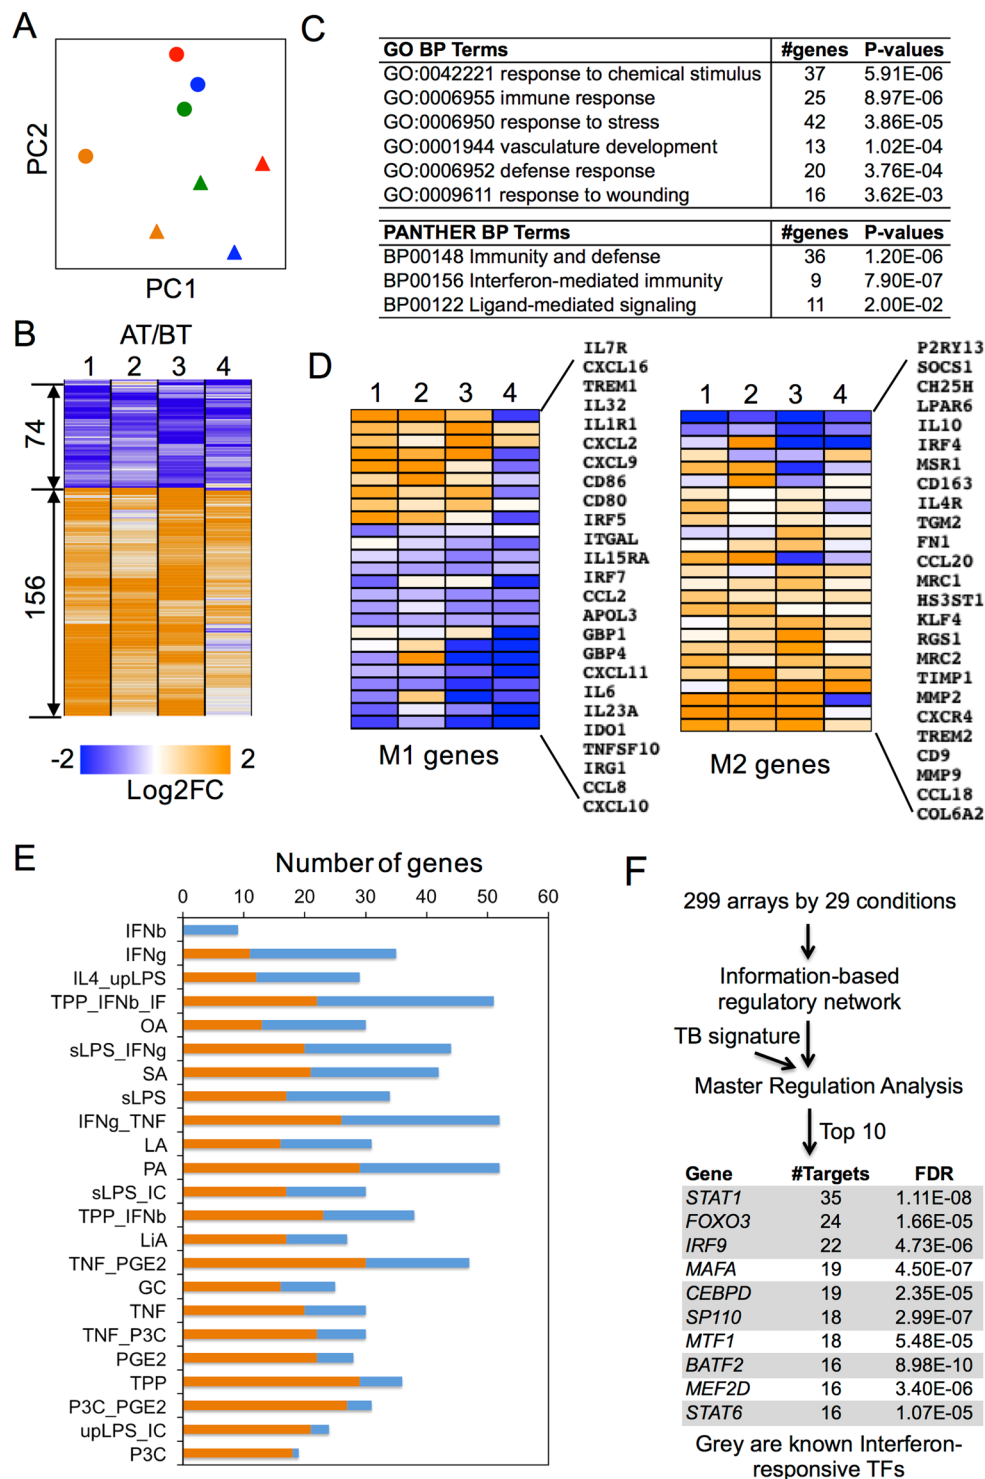 A
PC2
PC1
C
GO BP Terms #genes P-values
GO:0042221 response to chemical stimulus 37 5.91E-06
GO:0006955 immune response 25 8.97E-06
GO:0006950 response to stress 42 3.86E-05
GO:0001944 vasculature development 13 1.02E-04
GO:0006952 defense response 20 3.76E-04
GO:0009611 response to wounding 16 3.62E-03
PANTHER BP Terms #genes P-values
BP00148 Immunity and defense 36 1.20E-06
BP00156 Interferon-mediated immunity 9 7.90E-07
BP00122 Ligand-mediated signaling 11 2.00E-02
B
AT/BT
1 2 3 4
74
156
-2 2
Log2FC
D
1 2 3 4
M1 genes
IL7R
CXCL16
TREM1
IL32
IL1R1
CXCL2
CXCL9
CD86
CD80
IRF5
ITGAL
IL15RA
IRF7
CCL2
APOL3
GBP1
GBP4
CXCL11
IL6
IL23A
IDO1
TNFSF10
IRG1
CCL8
CXCL10
1 2 3 4
M2 genes
P2RY13
SOCS1
CH25H
LPAR6
IL10
IRF4
MSR1
CD163
IL4R
TGM2
FN1
CCL20
MRC1
HS3ST1
KLF4
RGS1
MRC2
TIMP1
MMP2
CXCR4
TREM2
CD9
MMP9
CCL18
COL6A2
E
Number of genes
0 10 20 30 40 50 60
IFNb
IFNg
IL4_upLPS
TPP_IFNb_IF
OA
sLPS_IFNg
SA
sLPS
IFNg_TNF
LA
PA
sLPS_IC
TPP_IFNb
LiA
TNF_PGE2
GC
TNF
TNF_P3C
PGE2
TPP
P3C_PGE2
upLPS_IC
P3C
F
299 arrays by 29 conditions
Information-based
regulatory network
TB signature
Master Regulation Analysis
Top 10
Gene #Targets FDR
STAT1 35 1.11E-08
FOXO3 24 1.66E-05
IRF9 22 4.73E-06
MAFA 19 4.50E-07
CEBPD 19 2.35E-05
SP110 18 2.99E-07
MTF1 18 5.48E-05
BATF2 16 8.98E-10
MEF2D 16 3.40E-06
STAT6 16 1.07E-05
Grey are known Interferon-
responsive TFs